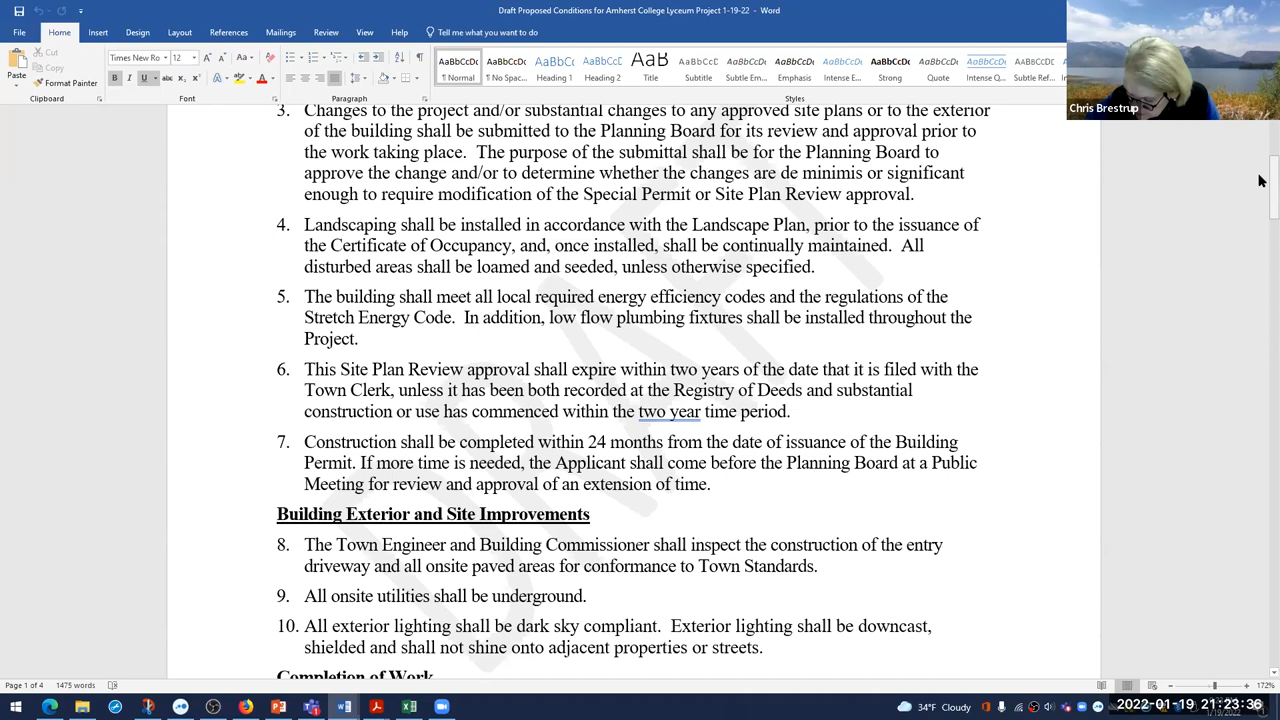 Draft Proposed Conditions for Amherst College Lyceum Project 1-19-22 - Word
File Home Insert Design Layout References Mailings Review View Help Tell me what you want to do
Paste
Cut
Copy
Format Painter
Times New Ro 12
AaBbCcDc AaBbCcDc AaBbCc AaBbCcC AaB AaBbCcC AaBbCcDc AaBbCcDc AaBbCcDc AaBbCcDc AaBbCcDc AaBbCcDc AaBbCcDc
¶ Normal ¶ No Spac... Heading 1 Heading 2 Title Subtitle Subtle Em... Emphasis Intense E... Strong Quote Intense Q... Subtle Ref...
Clipboard Font Paragraph Styles
Chris Brestrup
3. Changes to the project and/or substantial changes to any approved site plans or to the exterior
of the building shall be submitted to the Planning Board for its review and approval prior to
the work taking place. The purpose of the submittal shall be for the Planning Board to
approve the change and/or to determine whether the changes are de minimis or significant
enough to require modification of the Special Permit or Site Plan Review approval.
4. Landscaping shall be installed in accordance with the Landscape Plan, prior to the issuance of
the Certificate of Occupancy, and, once installed, shall be continually maintained. All
disturbed areas shall be loamed and seeded, unless otherwise specified.
5. The building shall meet all local required energy efficiency codes and the regulations of the
Stretch Energy Code. In addition, low flow plumbing fixtures shall be installed throughout the
Project.
6. This Site Plan Review approval shall expire within two years of the date that it is filed with the
Town Clerk, unless it has been both recorded at the Registry of Deeds and substantial
construction or use has commenced within the two year time period.
7. Construction shall be completed within 24 months from the date of issuance of the Building
Permit. If more time is needed, the Applicant shall come before the Planning Board at a Public
Meeting for review and approval of an extension of time.
Building Exterior and Site Improvements
8. The Town Engineer and Building Commissioner shall inspect the construction of the entry
driveway and all onsite paved areas for conformance to Town Standards.
9. All onsite utilities shall be underground.
10. All exterior lighting shall be dark sky compliant. Exterior lighting shall be downcast,
shielded and shall not shine onto adjacent properties or streets.
Completion of Work
DRAFT
Page 1 of 4 1475 words
172%
34°F Cloudy
2022-01-19 21:23:36
1/19/2022